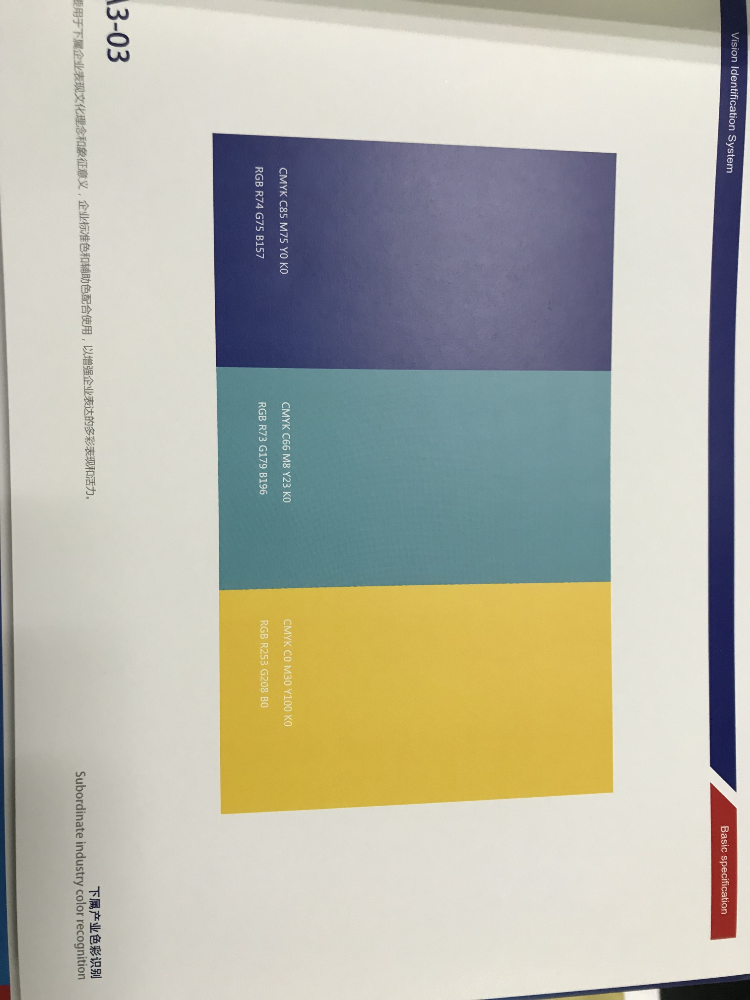 Vision Identification System
Basic specification
CMYK C85 M75 Y0 K0
RGB R74 G75 B157
CMYK C66 M8 Y23 K0
RGB R73 G179 B196
CMYK C0 M30 Y100 K0
RGB R253 G208 B0
A3-03
要用于下属企业表现文化理念和象征意义，企业标准色和辅助色配合使用，以增强企业表达的多彩表现和活力。
下属产业色彩识别
Subordinate industry color recognition